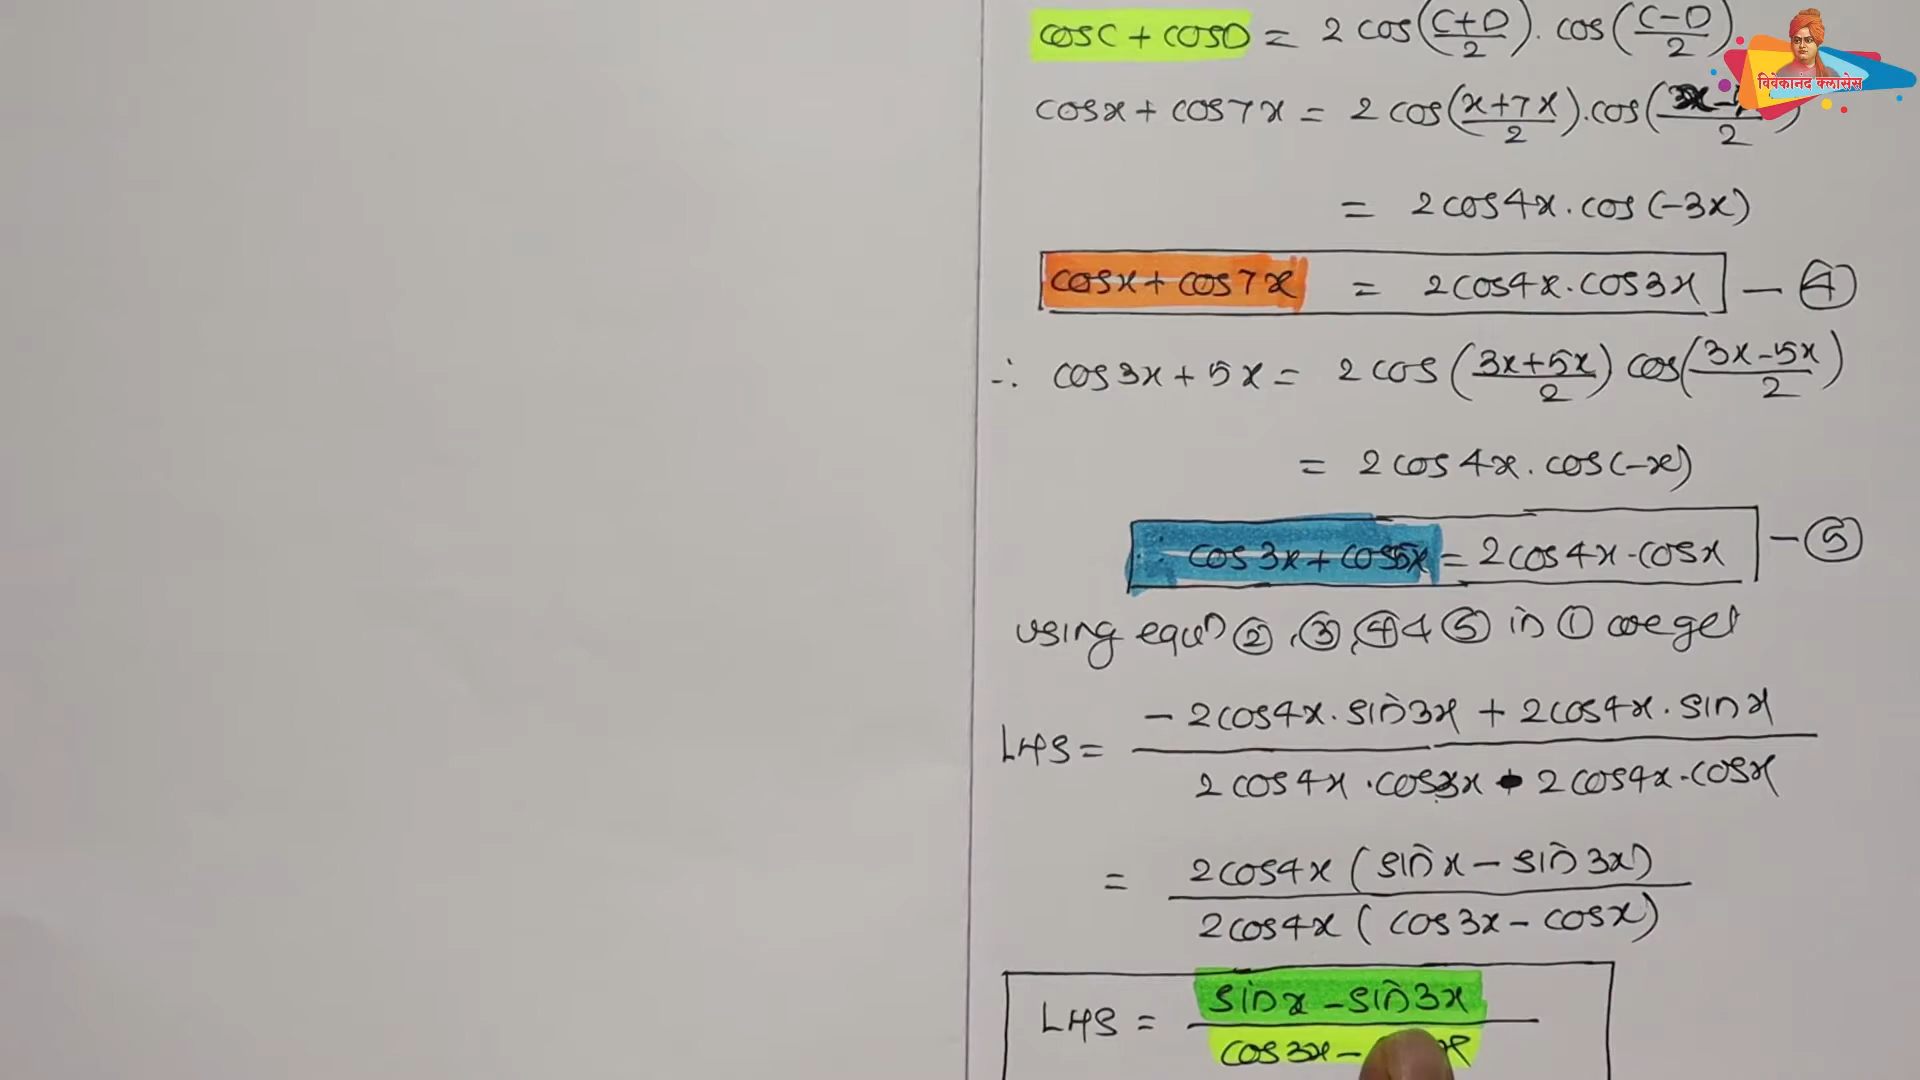 cosC + cosD = 2 cos(C+D/2). cos(C-D/2)
विवेकानंद क्लासेस
cosx + cos7x = 2 cos(x+7x/2).cos(
= 2cos4x.cos(-3x)
cosx + cos7x = 2cos4x.cos3x — ④
∴ cos3x + 5x = 2 cos(3x+5x/2) cos(3x-5x/2)
= 2cos4x.cos(-x)
∴ cos3x + cos5x = 2cos4x.cosx — ⑤
using equn ②, ③, ④ & ⑤ in ① we get
LHS = - 2cos4x.sin3x + 2cos4x.sinx
2cos4x.cos3x - 2cos4x.cosx
= 2cos4x (sinx - sin3x)
2cos4x (cos3x - cosx)
LHS = sinx - sin3x
cos3x -